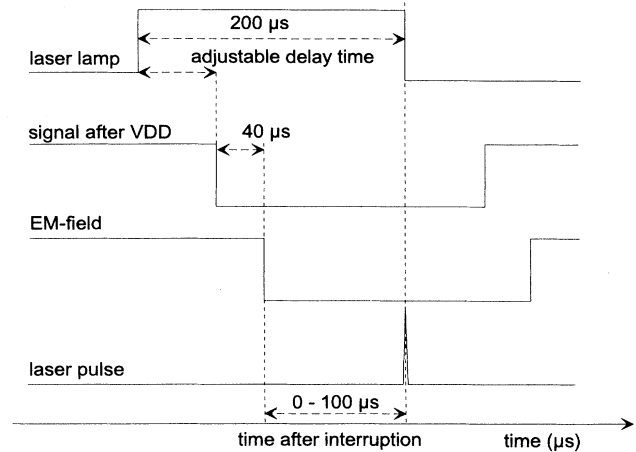 200 µs
laser lamp
adjustable delay time
signal after VDD
40 µs
EM-field
laser pulse
0 - 100 µs
time after interruption
time (µs)